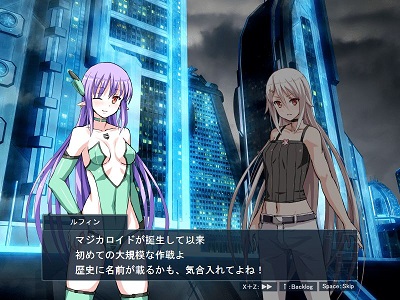 ルフィン
マジカロイドが誕生して以来
初めての大規模な作戦よ
歴史に名前が載るかも、気合入れてよね！
X+Z: ▶▶ ↑:Backlog Space:Skip